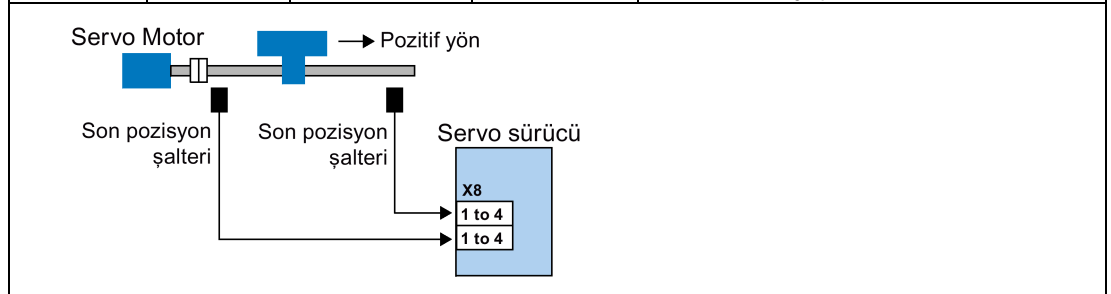 Servo Motor
Pozitif yön
Son pozisyon
şalteri
Son pozisyon
şalteri
Servo sürücü
X8
1 to 4
1 to 4